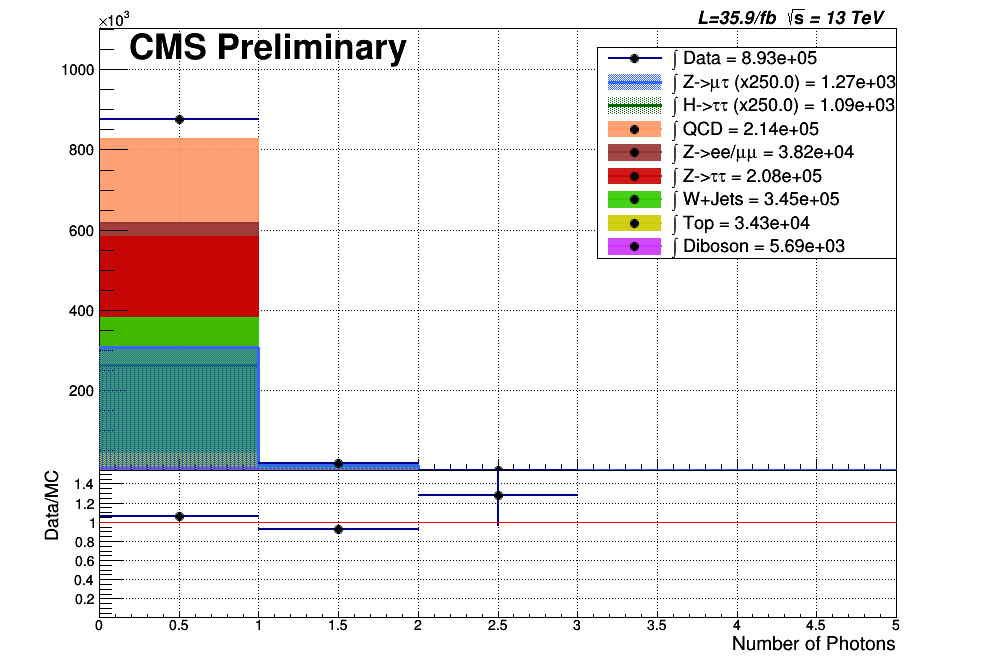 ×10³
L=35.9/fb √s = 13 TeV
CMS Preliminary
1000
800
600
400
200
∫ Data = 8.93e+05
∫ Z->μτ (x250.0) = 1.27e+03
∫ H->ττ (x250.0) = 1.09e+03
∫ QCD = 2.14e+05
∫ Z->ee/μμ = 3.82e+04
∫ Z->ττ = 2.08e+05
∫ W+Jets = 3.45e+05
∫ Top = 3.43e+04
∫ Diboson = 5.69e+03
Data/MC
1.4
1.2
1
0.8
0.6
0.4
0.2
0 0.5 1 1.5 2 2.5 3 3.5 4 4.5 5
Number of Photons